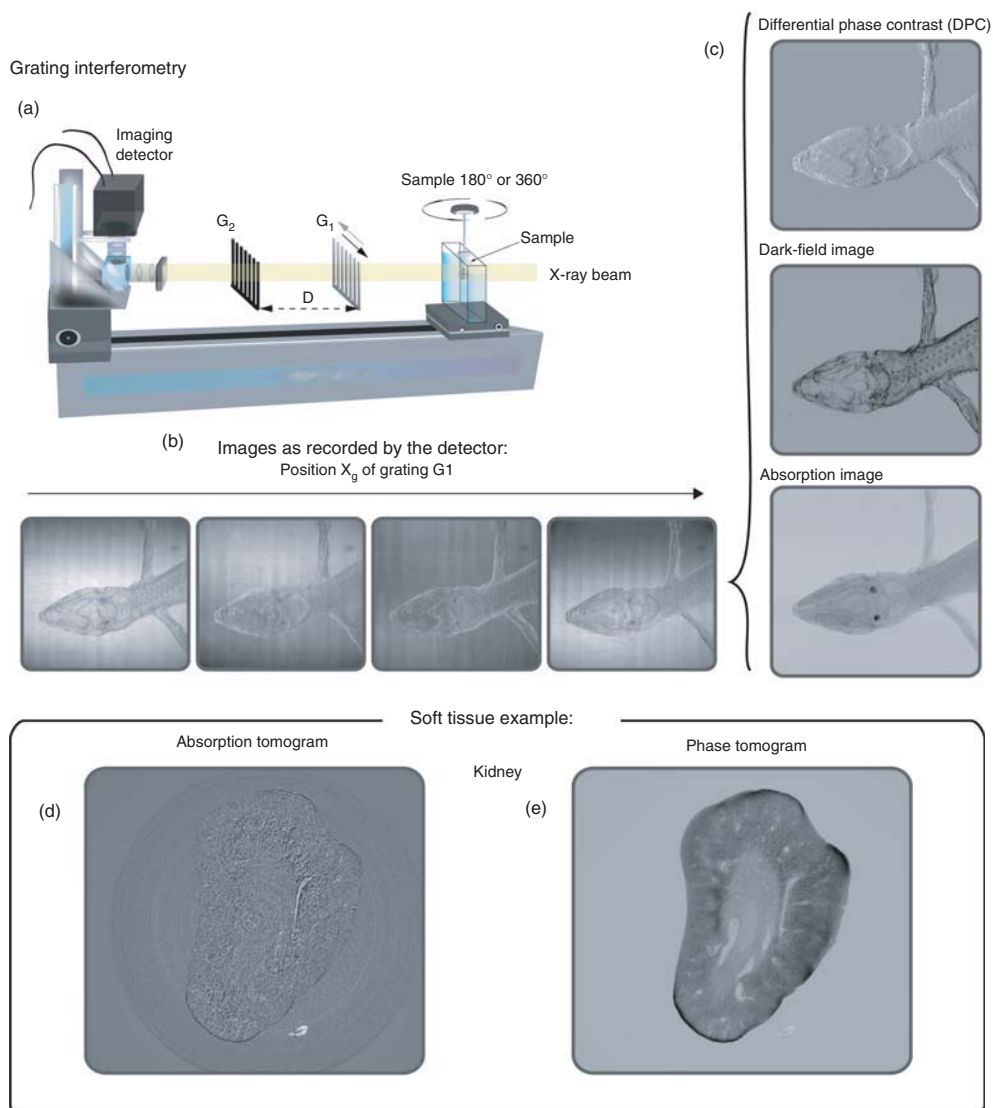 Differential phase contrast (DPC)
(c)
Grating interferometry
(a)
Imaging
detector
Sample 180° or 360°
G2
G1
Sample
X-ray beam
D
Dark-field image
(b)
Images as recorded by the detector:
Position Xg of grating G1
Absorption image
Soft tissue example:
Absorption tomogram
Phase tomogram
Kidney
(d)
(e)